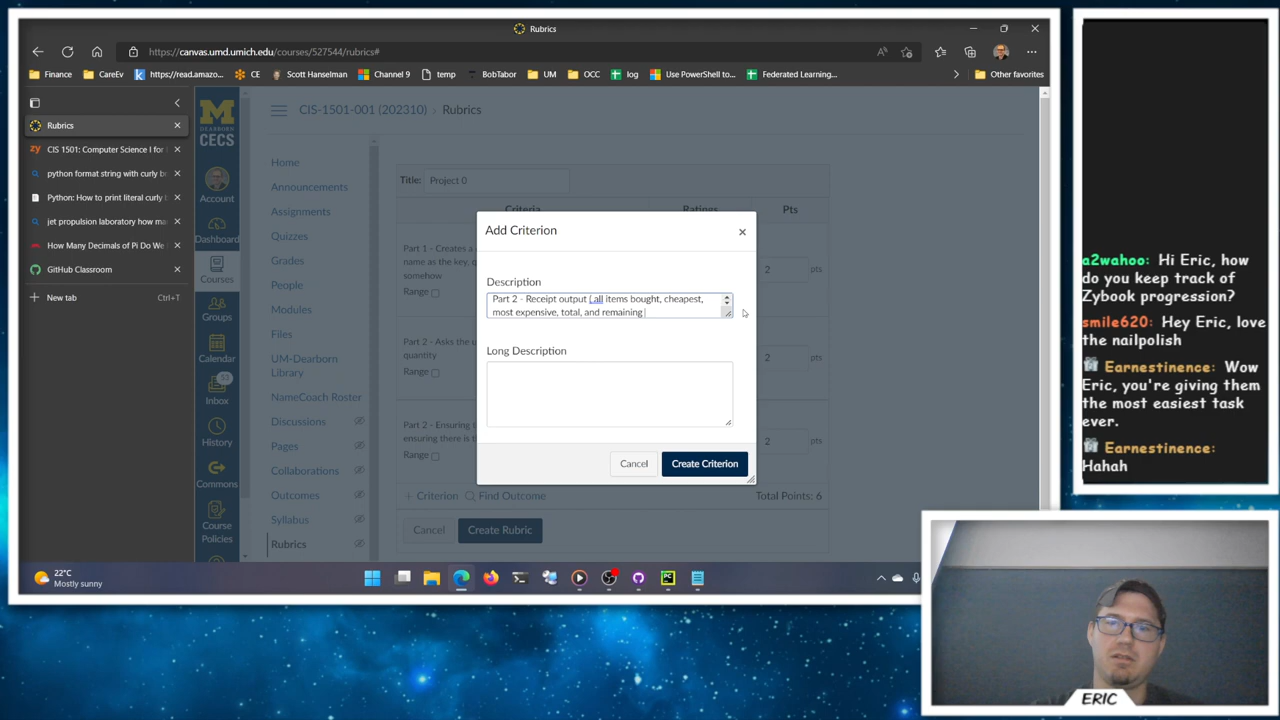 Rubrics
https://canvas.umd.umich.edu/courses/527544/rubrics#
Finance
CareEv
https://read.amazo...
CE
Scott Hanselman
Channel 9
temp
BobTabor
UM
OCC
log
Use PowerShell to...
Federated Learning...
Other favorites
Rubrics
CIS 1501: Computer Science I for
python format string with curly b
Python: How to print literal curly
jet propulsion laboratory how ma
How Many Decimals of Pi Do We
GitHub Classroom
New tab
Ctrl+T
M
DEARBORN
CECS
Account
Dashboard
Courses
Groups
Calendar
Inbox
History
Commons
Course
Policies
CIS-1501-001 (202310) › Rubrics
Home
Announcements
Assignments
Quizzes
Grades
People
Modules
Files
UM-Dearborn
Library
NameCoach Roster
Discussions
Pages
Collaborations
Outcomes
Syllabus
Rubrics
Title: Project 0
Criteria
Ratings
Pts
Part 1 - Creates a
name as the key, q
somehow
Range
2 pts
Part 2 - Asks the u
quantity
Range
2 pts
Part 2 - Ensuring t
ensuring there is t
Range
2 pts
+ Criterion
Find Outcome
Total Points: 6
Cancel
Create Rubric
Add Criterion
Description
Part 2 - Receipt output (.all items bought, cheapest,
most expensive, total, and remaining
Long Description
Cancel
Create Criterion
22°C
Mostly sunny
PC
a2wahoo: Hi Eric, how
do you keep track of
Zybook progression?
smile620: Hey Eric, love
the nailpolish
Earnestinence: Wow
Eric, you're giving them
the most easiest task
ever.
Earnestinence:
Hahah
ERIC